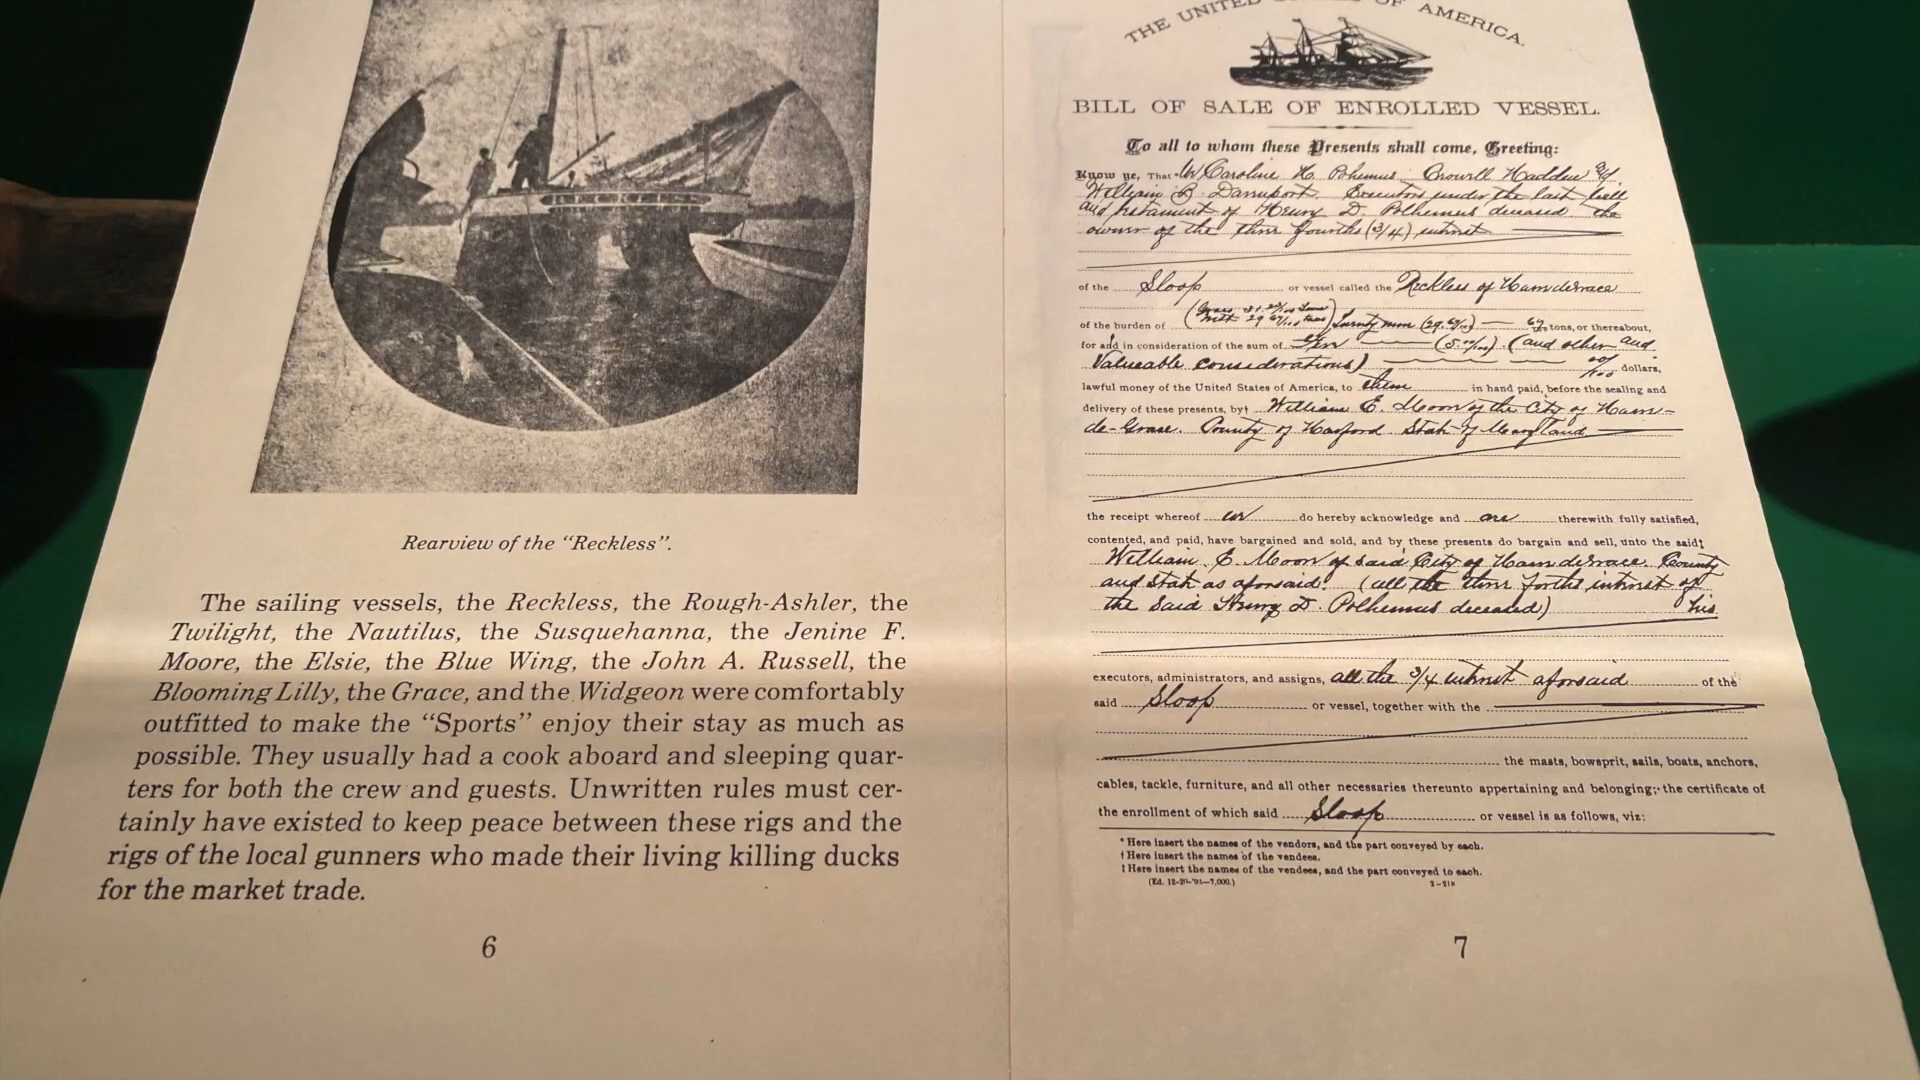 RECKLESS
Rearview of the "Reckless".
The sailing vessels, the Reckless, the Rough-Ashler, the
Twilight, the Nautilus, the Susquehanna, the Jenine F.
Moore, the Elsie, the Blue Wing, the John A. Russell, the
Blooming Lilly, the Grace, and the Widgeon were comfortably
outfitted to make the "Sports" enjoy their stay as much as
possible. They usually had a cook aboard and sleeping quar-
ters for both the crew and guests. Unwritten rules must cer-
tainly have existed to keep peace between these rigs and the
rigs of the local gunners who made their living killing ducks
for the market trade.
6
THE UNITED OF AMERICA.
BILL OF SALE OF ENROLLED VESSEL.
To all to whom these Presents shall come, Greeting:
Know ye, That * We Caroline H. Polhemus Crowell Hadden
William B. Davenport Executors under the last will
and testament of Henry D. Polhemus deceased the
owner of the three fourths (3/4) interest
of the Sloop or vessel called the Reckless of Havre de Grace
of the burden of Twenty nine tons, or thereabout,
for and in consideration of the sum of (and other and
Valueable considerations) dollars,
lawful money of the United States of America, to them in hand paid, before the sealing and
delivery of these presents, by† William E. Moore of the City of Havre-
de-Grace. County of Harford State of Maryland
the receipt whereof we do hereby acknowledge and are therewith fully satisfied,
contented, and paid, have bargained and sold, and by these presents do bargain and sell, unto the said‡
William E. Moore of said City of Havre de Grace. County
and State as aforsaid. (all the three forths interest of
the said Henry D. Polhemus deceased) his
executors, administrators, and assigns, all the 3/4 interest aforsaid of the
said Sloop or vessel, together with the
the masts, bowsprit, sails, boats, anchors,
cables, tackle, furniture, and all other necessaries thereunto appertaining and belonging; the certificate of
the enrollment of which said Sloop or vessel is as follows, viz:
* Here insert the names of the vendors, and the part conveyed by each.
† Here insert the names of the vendees.
‡ Here insert the names of the vendees, and the part conveyed to each.
7